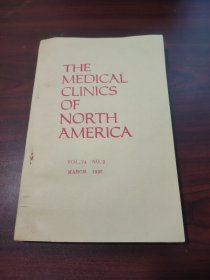 THE
MEDICAL
CLINICS
OF
NORTH
AMERICA
VOL. 74 NO. 2
MARCH 1990